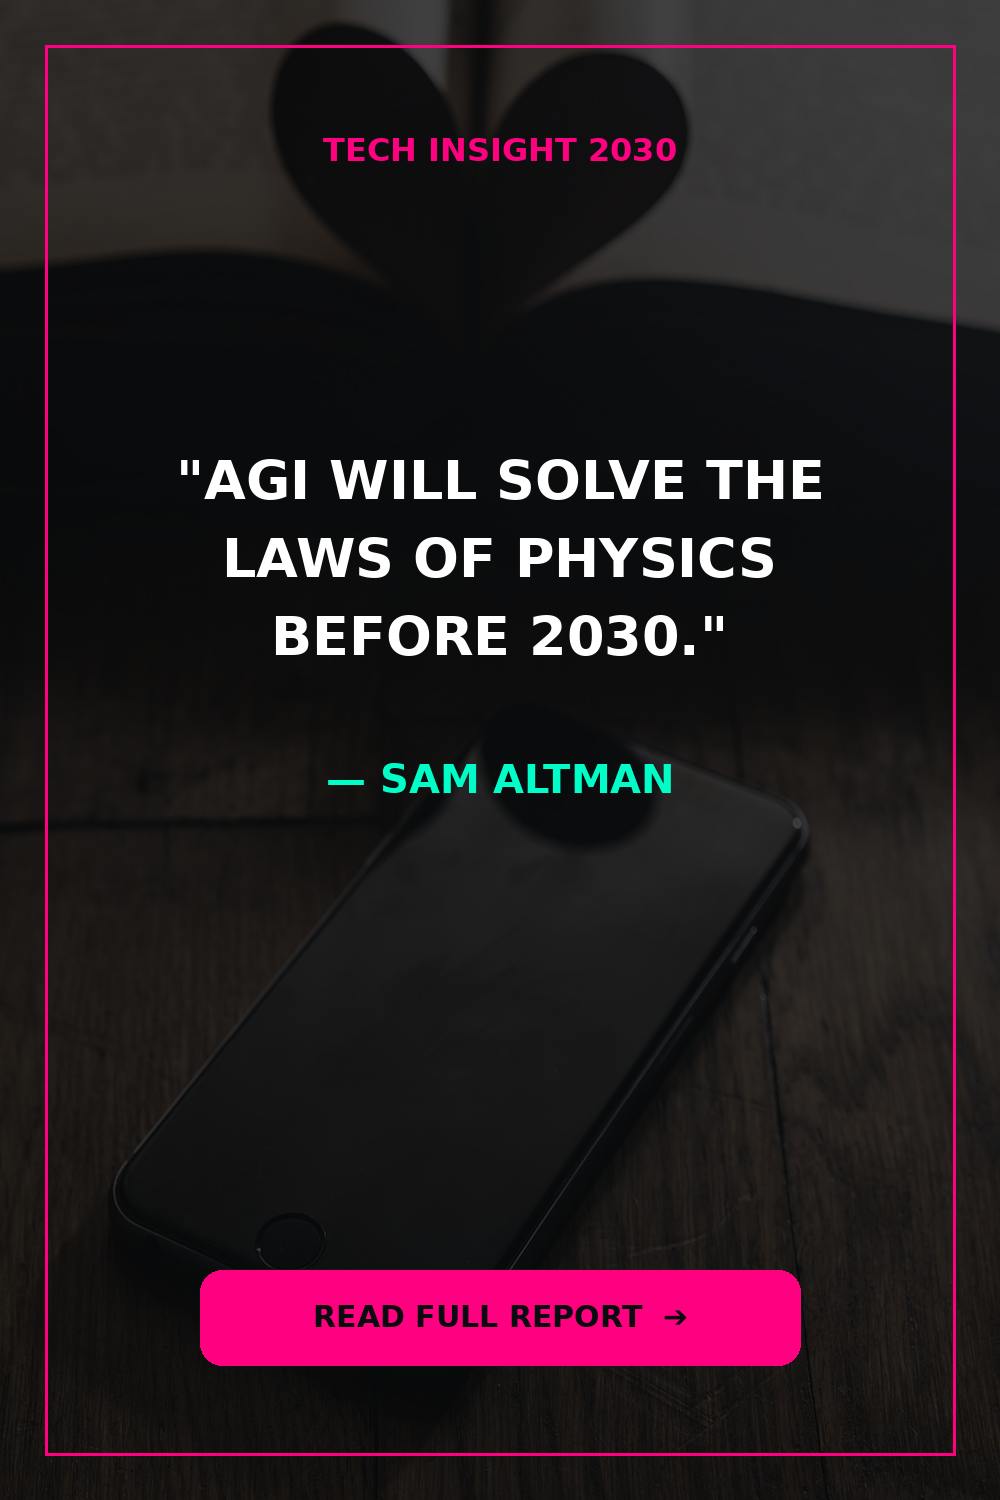 TECH INSIGHT 2030
"AGI WILL SOLVE THE
LAWS OF PHYSICS
BEFORE 2030."
— SAM ALTMAN
READ FULL REPORT ➔